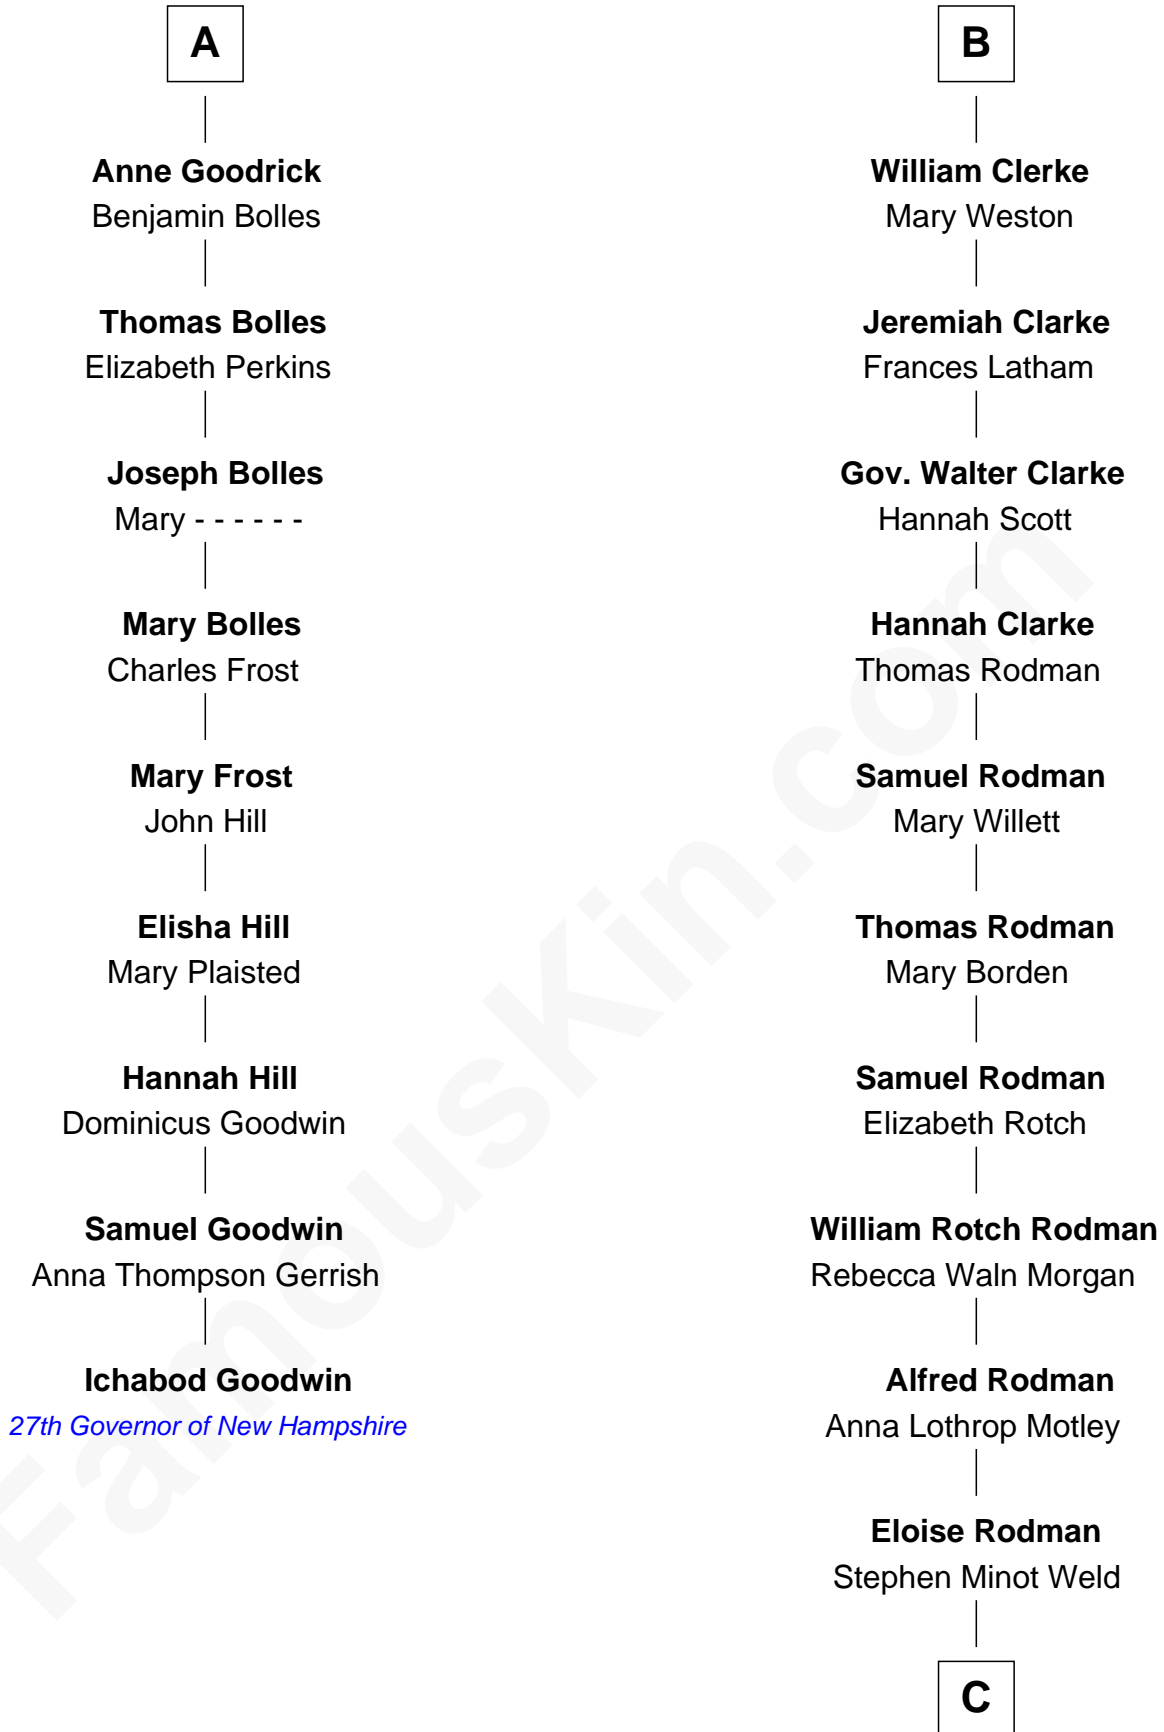 A
Anne Goodrick
Benjamin Bolles
Thomas Bolles
Elizabeth Perkins
Joseph Bolles
Mary - - - - - -
Mary Bolles
Charles Frost
Mary Frost
John Hill
Elisha Hill
Mary Plaisted
Hannah Hill
Dominicus Goodwin
Samuel Goodwin
Anna Thompson Gerrish
Ichabod Goodwin
27th Governor of New Hampshire
B
William Clerke
Mary Weston
Jeremiah Clarke
Frances Latham
Gov. Walter Clarke
Hannah Scott
Hannah Clarke
Thomas Rodman
Samuel Rodman
Mary Willett
Thomas Rodman
Mary Borden
Samuel Rodman
Elizabeth Rotch
William Rotch Rodman
Rebecca Waln Morgan
Alfred Rodman
Anna Lothrop Motley
Eloise Rodman
Stephen Minot Weld
C
FamousKin.com